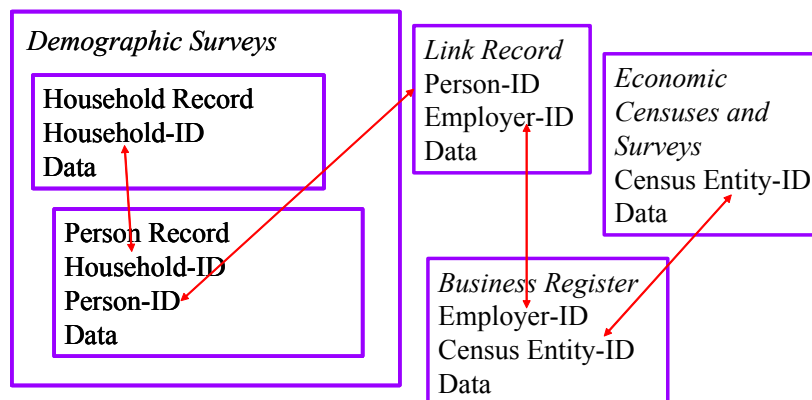 Demographic Surveys
Household Record
Household-ID
Data
Person Record
Household-ID
Person-ID
Data
Link Record
Person-ID
Employer-ID
Data
Economic
Censuses and
Surveys
Census Entity-ID
Data
Business Register
Employer-ID
Census Entity-ID
Data